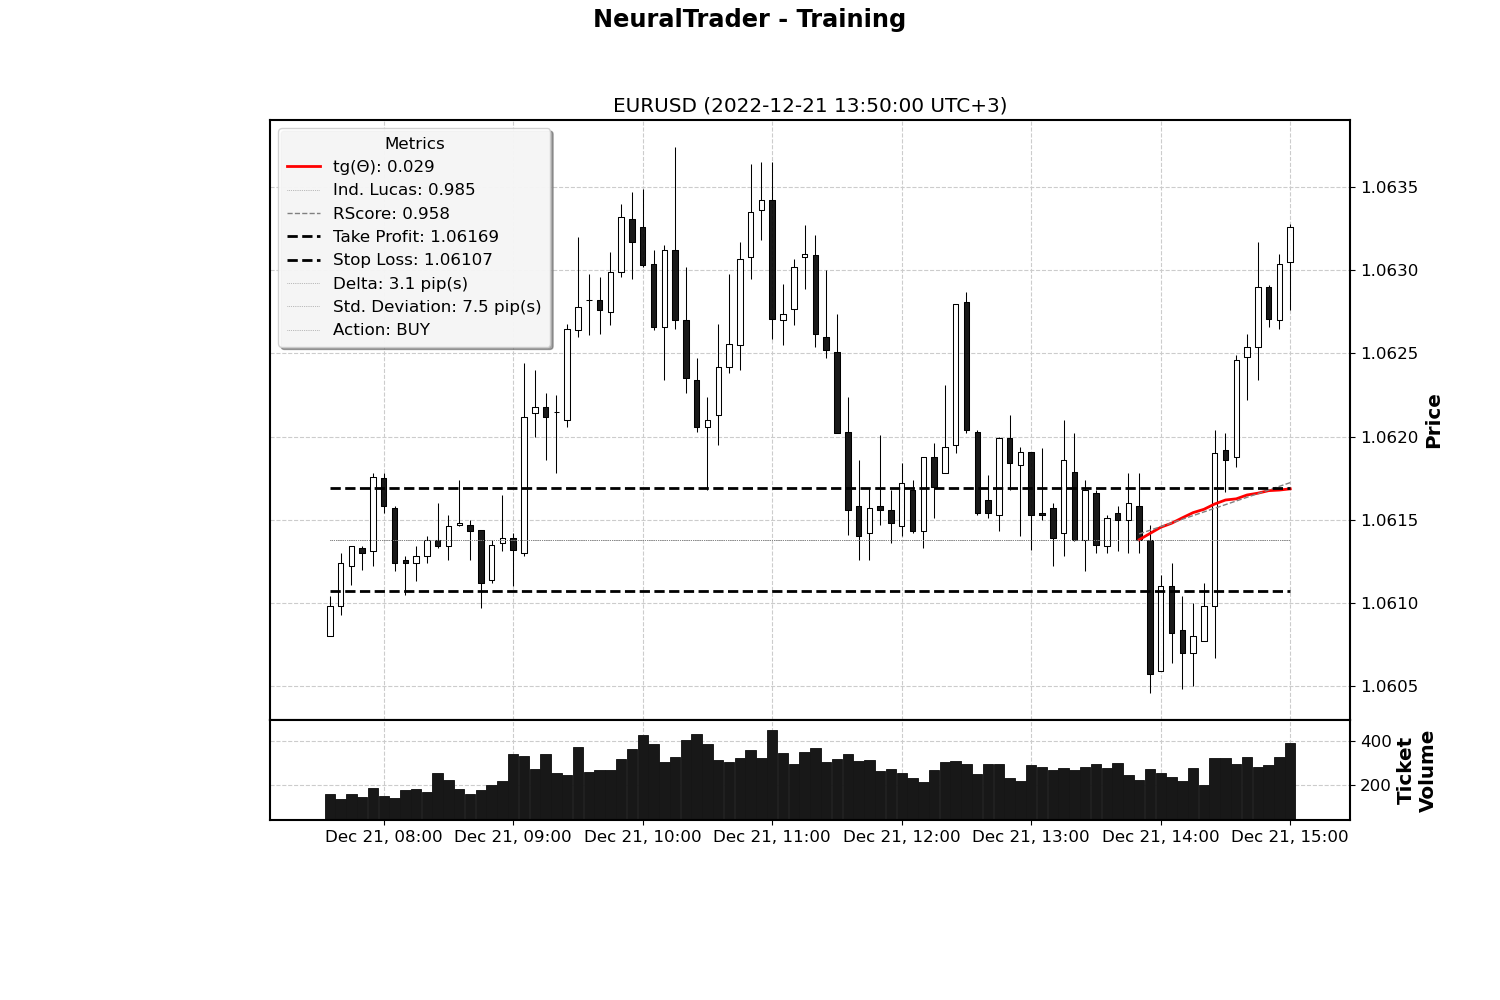 NeuralTrader - Training
EURUSD (2022-12-21 13:50:00 UTC+3)
Metrics
tg(Θ): 0.029
Ind. Lucas: 0.985
RScore: 0.958
Take Profit: 1.06169
Stop Loss: 1.06107
Delta: 3.1 pip(s)
Std. Deviation: 7.5 pip(s)
Action: BUY
1.0635
1.0630
1.0625
1.0620
1.0615
1.0610
1.0605
Price
400
200
Ticket
Volume
Dec 21, 08:00 Dec 21, 09:00 Dec 21, 10:00 Dec 21, 11:00 Dec 21, 12:00 Dec 21, 13:00 Dec 21, 14:00 Dec 21, 15:00